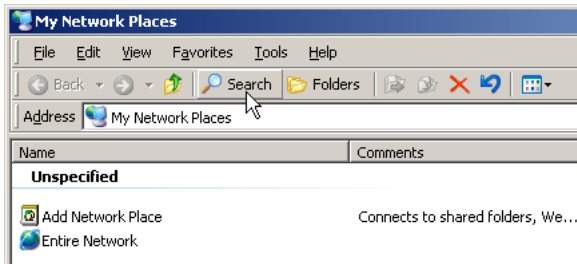 My Network Places
File Edit View Favorites Tools Help
Back Search Folders
Address My Network Places
Name Comments
Unspecified
Add Network Place Connects to shared folders, We...
Entire Network